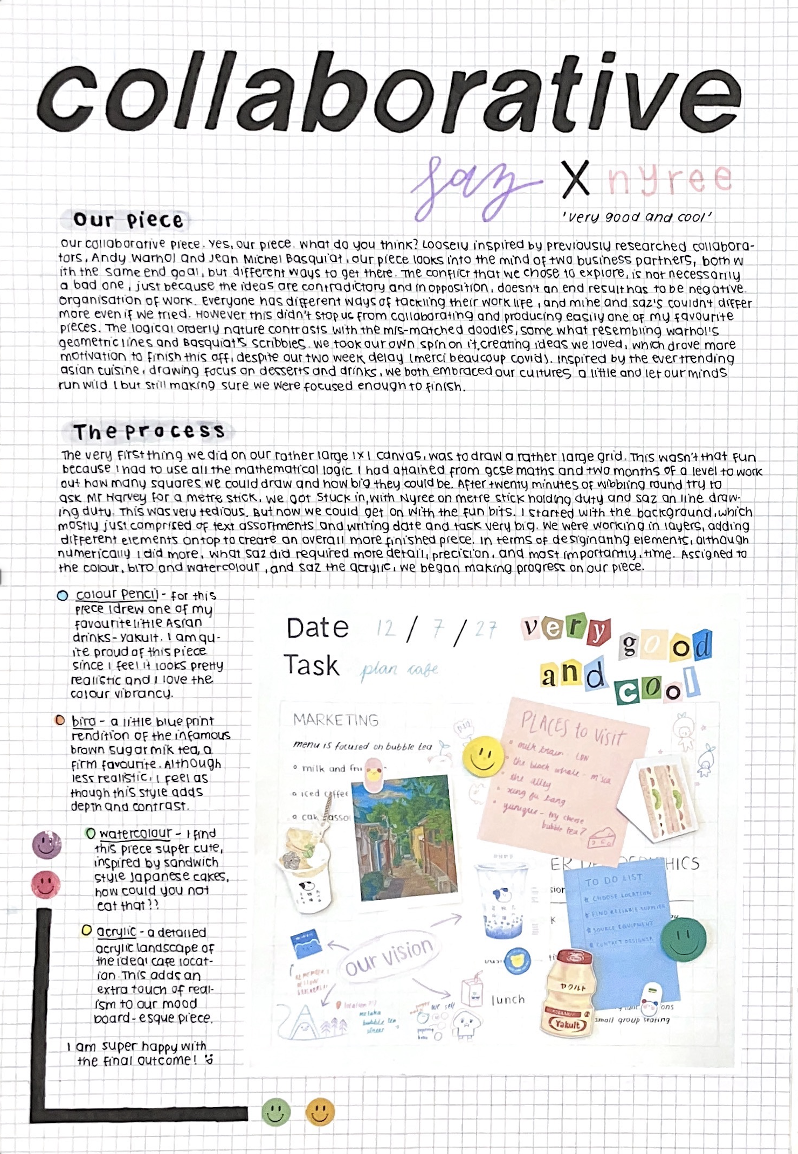 collaborative
saz X nyree
'very good and cool'
Our piece
Our collaborative piece. Yes, our piece. What do you think? Loosely inspired by previously researched collabora-
tors, Andy Warhol and Jean Michel Basquiat, our piece looks into the mind of two business partners, both w
ith the same end goal, but different ways to get there. The conflict that we chose to explore, is not necessarily
a bad one, just because the ideas are contradictory and in opposition, doesn't an end result has to be negative.
Organisation of work. Everyone has different ways of tackling their work life, and mine and saz's couldn't differ
more even if we tried. However this didn't stop us from collaborating and producing easily one of my favourite
pieces. The logical orderly nature contrasts with the mis-matched doodles, some what resembling warhol's
geometric lines and Basquiat's scribbles. We took our own spin on it, creating ideas we loved, which drove more
motivation to finish this off, despite our two week delay (merci beaucoup covid). Inspired by the ever trending
asian cuisine, drawing focus on desserts and drinks, we both embraced our cultures a little and let our minds
run wild! but still making sure we were focused enough to finish.
The process
The very first thing we did on our rather large 1x1 canvas, was to draw a rather large grid. This wasn't that fun
because I had to use all the mathematical logic I had attained from gcse maths and two months of a level to work
out how many squares we could draw and how big they could be. After twenty minutes of nibbling round try to
ask Mr Harvey for a metre stick, we got stuck in, with Nyree on metre stick holding duty and saz on line draw-
ing duty. This was very tedious. But now we could get on with the fun bits. I started with the background, which
mostly just comprised of text assortments and writing date and task very big. We were working in layers, adding
different elements ontop to create an overall more finished piece. In terms of designating elements, although
numerically I did more, what saz did required more detail, precision, and most importantly, time. Assigned to
the colour, biro and watercolour, and saz the acrylic, we began making progress on our piece.
colour pencil - for this
piece I drew one of my
favourite little Asian
drinks - yakult. I am qu-
ite proud of this piece
since I feel it looks pretty
realistic and I love the
colour vibrancy.
biro - a little blue print
rendition of the infamous
brown sugar milk tea, a
firm favourite. Although
less realistic, I feel as
though this style adds
depth and contrast.
watercolour - I find
this piece super cute,
inspired by sandwich
style Japanese cakes,
how could you not
eat that??
acrylic - a detailed
acrylic landscape of
the ideal cafe locat-
ion. This adds an
extra touch of real-
ism to our mood
board-esque piece.
I am super happy with
the final outcome!
Date 12 / 7 / 27
Task plan cafe
very good
and cool
MARKETING
menu is focused on bubble tea
milk and
iced
PLACES to VISIT
milk train
the black whale
the alley
xing fu tang
yunique - try cheese
bubble tea?
TO DO LIST
CHOOSE LOCATION
FIND RELIABLE SUPPLIER
SOURCE EQUIPMENT
CONTACT DESIGNER
our vision
lunch
ヤクルト
Yakult
small group